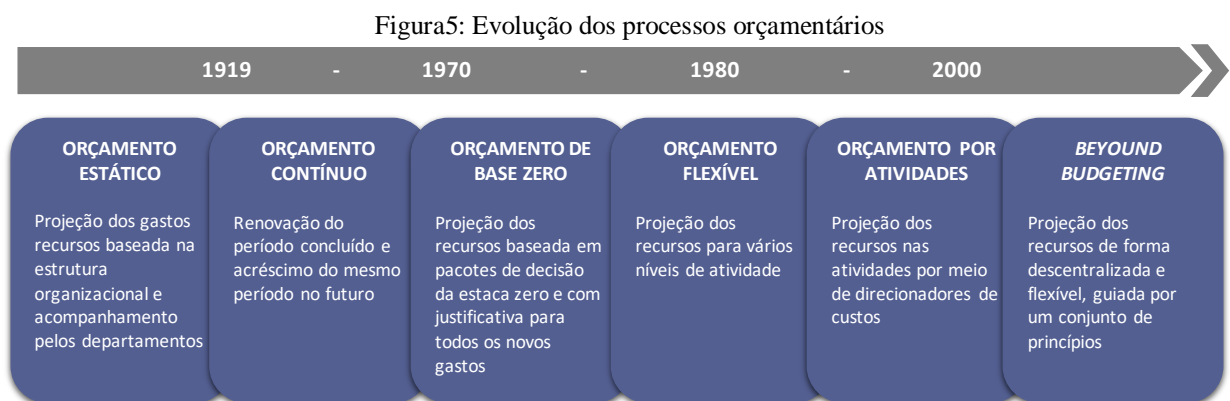 Figura5: Evolução dos processos orçamentários
1919 - 1970 - 1980 - 2000
ORÇAMENTO
ESTÁTICO
Projeção dos gastos
recursos baseada na
estrutura
organizacional e
acompanhamento
pelos departamentos
ORÇAMENTO
CONTÍNUO
Renovação do
período concluído e
acréscimo do mesmo
período no futuro
ORÇAMENTO DE
BASE ZERO
Projeção dos
recursos baseada em
pacotes de decisão
da estaca zero e com
justificativa para
todos os novos
gastos
ORÇAMENTO
FLEXÍVEL
Projeção dos
recursos para vários
níveis de atividade
ORÇAMENTO POR
ATIVIDADES
Projeção dos
recursos nas
atividades por meio
de direcionadores de
custos
BEYOUND
BUDGETING
Projeção dos
recursos de forma
descentralizada e
flexível, guiada por
um conjunto de
princípios